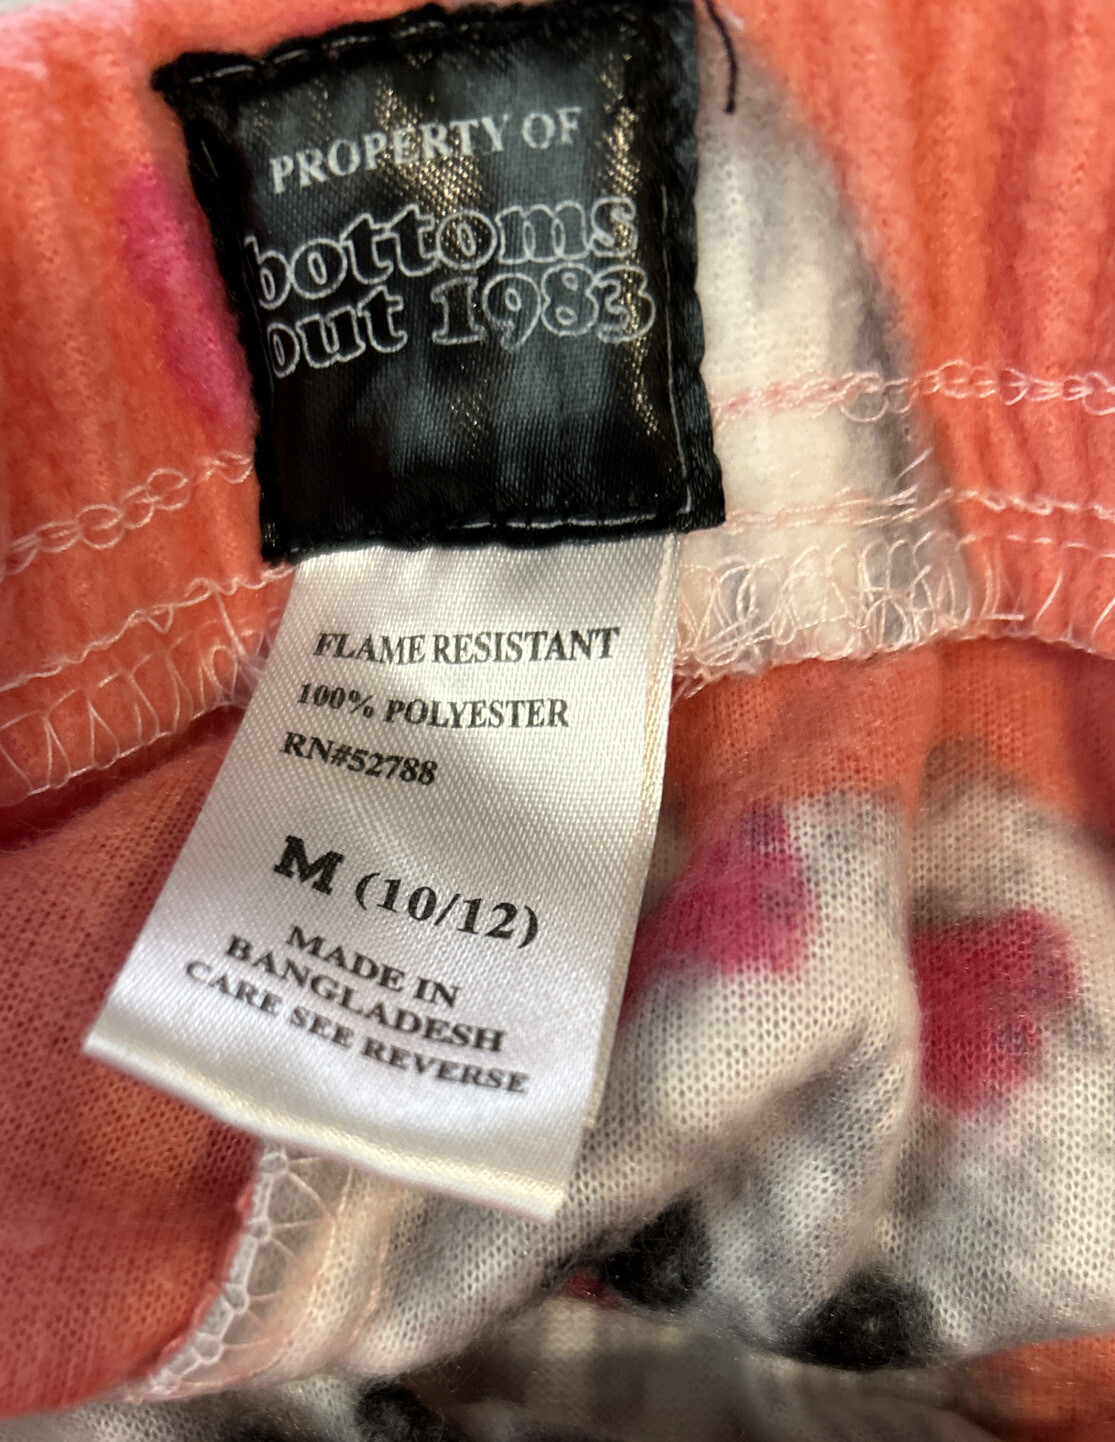 PROPERTY OF
bottoms
out 1983
FLAME RESISTANT
100% POLYESTER
RN#52788
M (10/12)
MADE IN
BANGLADESH
CARE SEE REVERSE